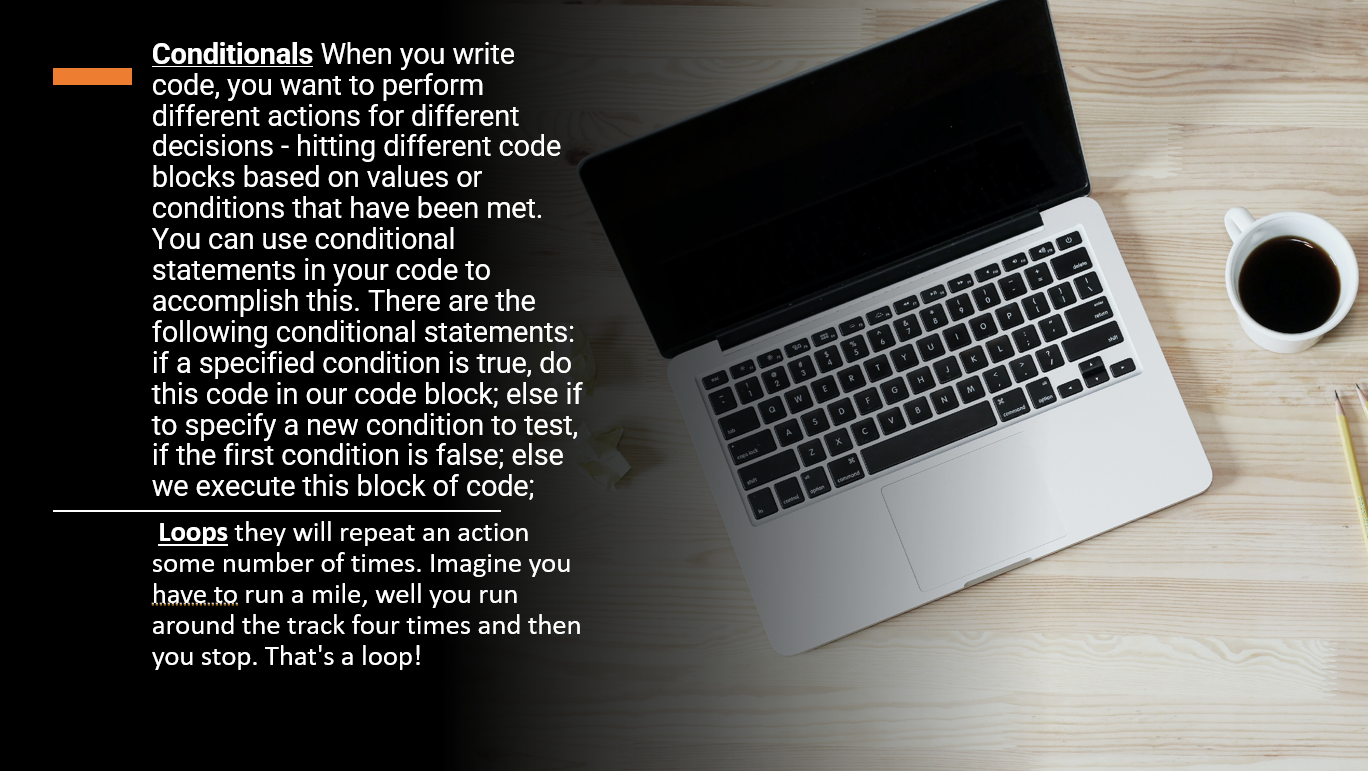 Conditionals When you write
code, you want to perform
different actions for different
decisions - hitting different code
blocks based on values or
conditions that have been met.
You can use conditional
statements in your code to
accomplish this. There are the
following conditional statements:
if a specified condition is true, do
this code in our code block; else if
to specify a new condition to test,
if the first condition is false; else
we execute this block of code;
Loops they will repeat an action
some number of times. Imagine you
have to run a mile, well you run
around the track four times and then
you stop. That's a loop!